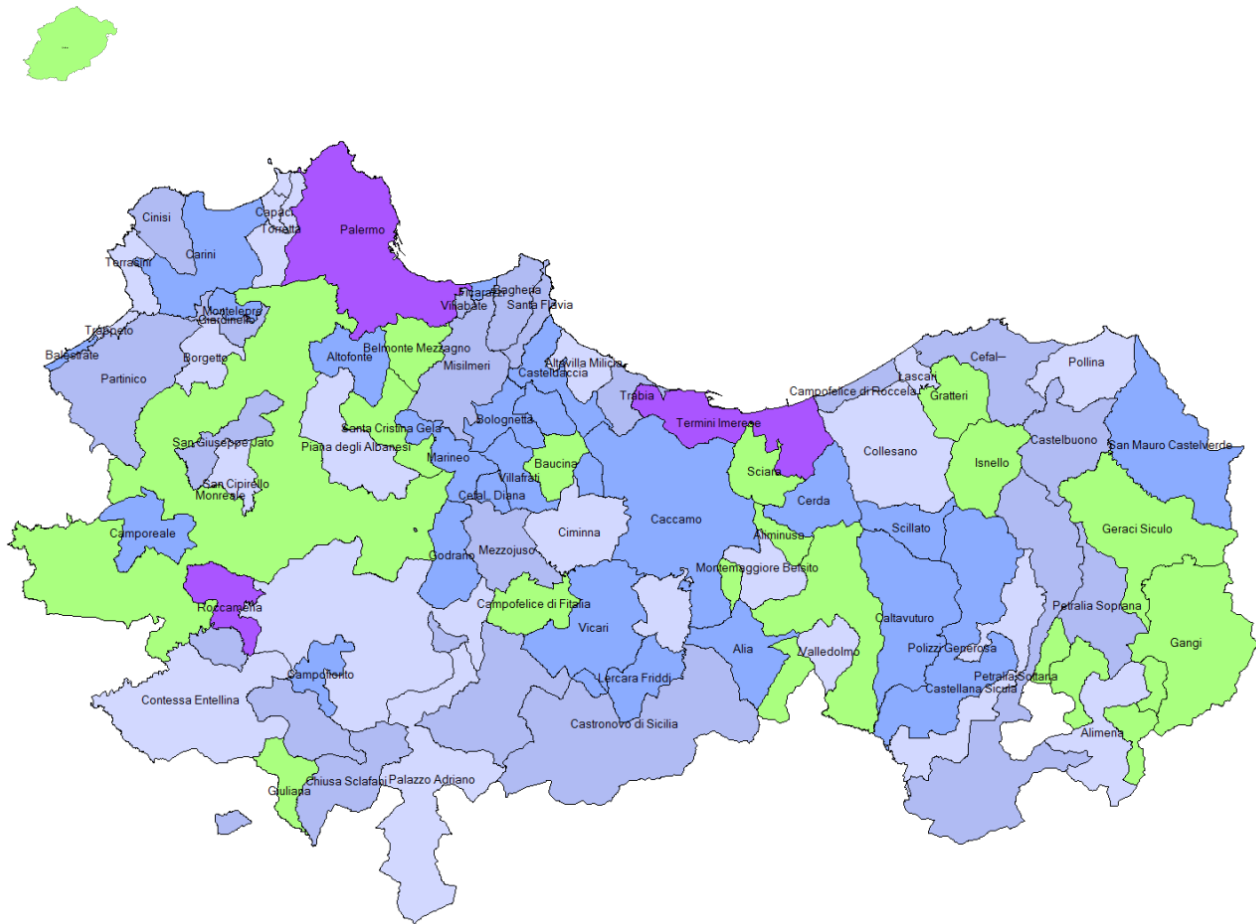 Cinisi
Capaci
Torretta
Palermo
Carini
Terrasini
Ficarazzi
Bagheria
Villabate
Santa Flavia
Montelepre
Giardinello
Trappeto
Balestrate
Borgetto
Altofonte
Belmonte Mezzagno
Misilmeri
Casteldaccia
Altavilla Milicia
Partinico
Trabia
Termini Imerese
Campofelice di Roccella
Lascari
Cefal–
Pollina
Gratteri
San Giuseppe Jato
Piana degli Albanesi
Santa Cristina Gela
Bolognetta
Marineo
Baucina
Villafrati
Sciara
Collesano
Isnello
Castelbuono
San Mauro Castelverde
San Cipirello
Monreale
Cefal_ Diana
Caccamo
Cerda
Camporeale
Ciminna
Aliminusa
Scillato
Geraci Siculo
Godrano
Mezzojuso
Montemaggiore Belsito
Roccamena
Campofelice di Fitalia
Vicari
Caltavuturo
Petralia Soprana
Alia
Valledolmo
Polizzi Generosa
Gangi
Campofiorito
Lercara Friddi
Petralia Sottana
Castellana Sicula
Contessa Entellina
Castronovo di Sicilia
Alimena
Giuliana
Chiusa Sclafani
Palazzo Adriano